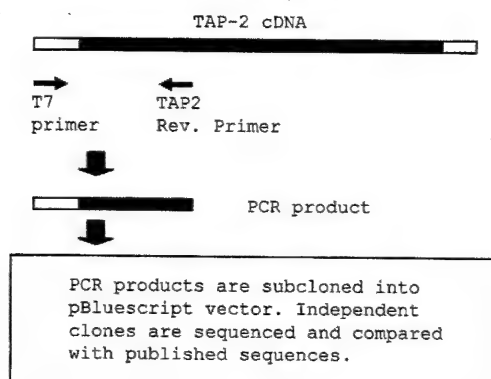 TAP-2 cDNA
T7 primer
TAP2 Rev. Primer
PCR product
PCR products are subcloned into
pBluescript vector. Independent
clones are sequenced and compared
with published sequences.